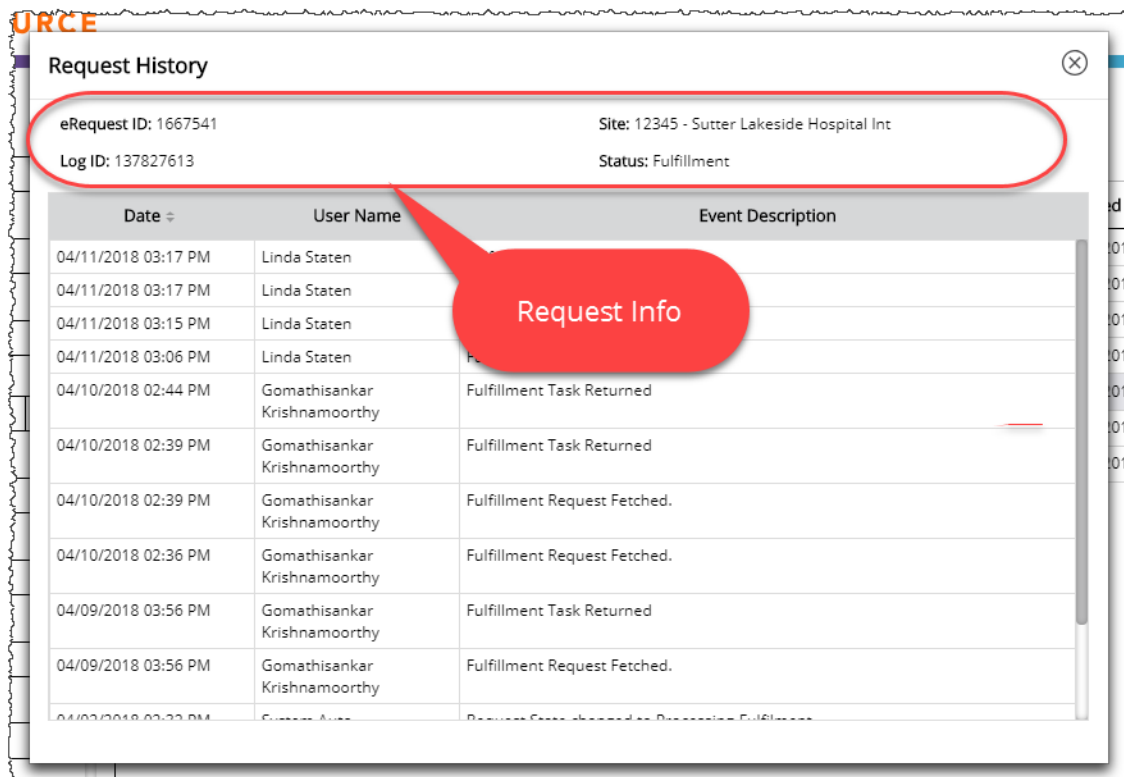 URCE
Request History
eRequest ID: 1667541 Site: 12345 - Sutter Lakeside Hospital Int
Log ID: 137827613 Status: Fulfillment
Date User Name Event Description
ed
04/11/2018 03:17 PM Linda Staten
04/11/2018 03:17 PM Linda Staten
Request Info
04/11/2018 03:15 PM Linda Staten
04/11/2018 03:06 PM Linda Staten
04/10/2018 02:44 PM Gomathisankar Fulfillment Task Returned
Krishnamoorthy
04/10/2018 02:39 PM Gomathisankar Fulfillment Task Returned
Krishnamoorthy
04/10/2018 02:39 PM Gomathisankar Fulfillment Request Fetched.
Krishnamoorthy
04/10/2018 02:36 PM Gomathisankar Fulfillment Request Fetched.
Krishnamoorthy
04/09/2018 03:56 PM Gomathisankar Fulfillment Task Returned
Krishnamoorthy
04/09/2018 03:56 PM Gomathisankar Fulfillment Request Fetched.
Krishnamoorthy